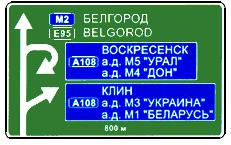 M2 БЕЛГОРОД
E95 BELGOROD
ВОСКРЕСЕНСК
A108 а.д. М5 "УРАЛ"
а.д. М4 "ДОН"
КЛИН
A108 а.д. М3 "УКРАИНА"
а.д. М1 "БЕЛАРУСЬ"
800 м